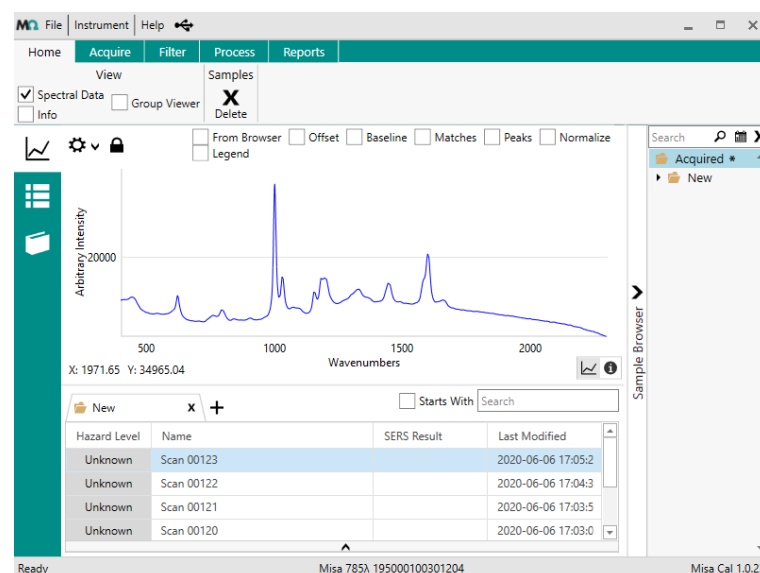 MΩ File Instrument Help
Home Acquire Filter Process Reports
View Samples
Spectral Data Group Viewer
Info Delete
From Browser Offset Baseline Matches Peaks Normalize
Legend
Search
Acquired *
New
Arbitrary Intensity
20000
500 1000 1500 2000
Wavenumbers
X: 1971.65 Y: 34965.04
Sample Browser
New x + Starts With Search
Hazard Level Name SERS Result Last Modified
Unknown Scan 00123 2020-06-06 17:05:2
Unknown Scan 00122 2020-06-06 17:04:3
Unknown Scan 00121 2020-06-06 17:03:5
Unknown Scan 00120 2020-06-06 17:03:0
Ready Misa 785λ 195000100301204 Misa Cal 1.0.2